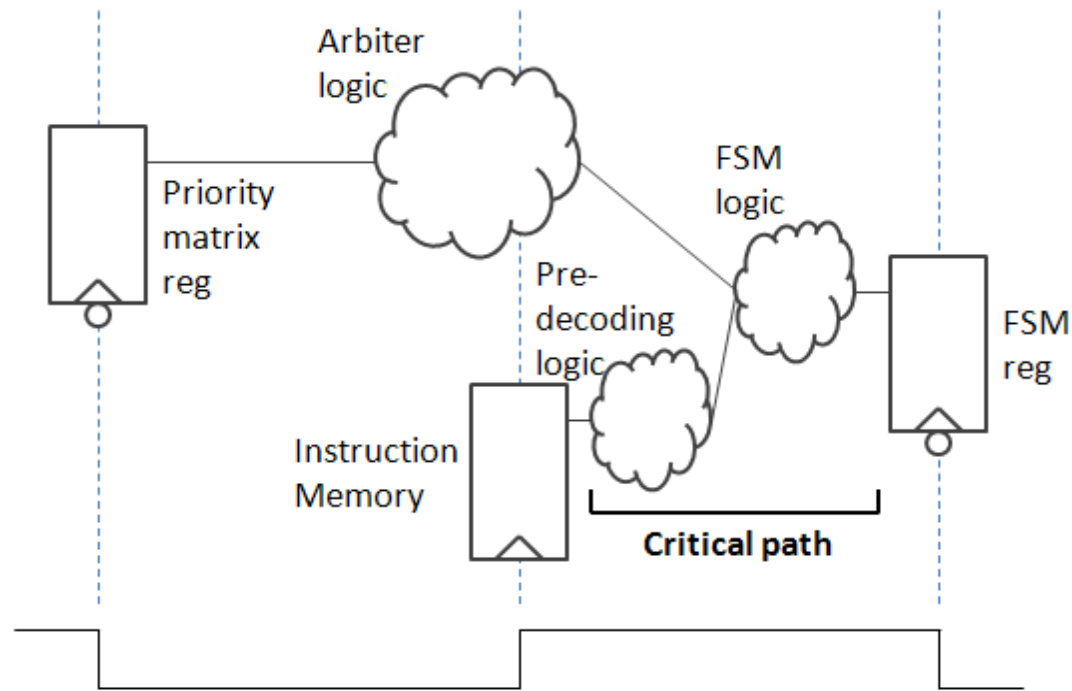 Arbiter
logic
Priority
matrix
reg
FSM
logic
Pre-
decoding
logic
FSM
reg
Instruction
Memory
Critical path